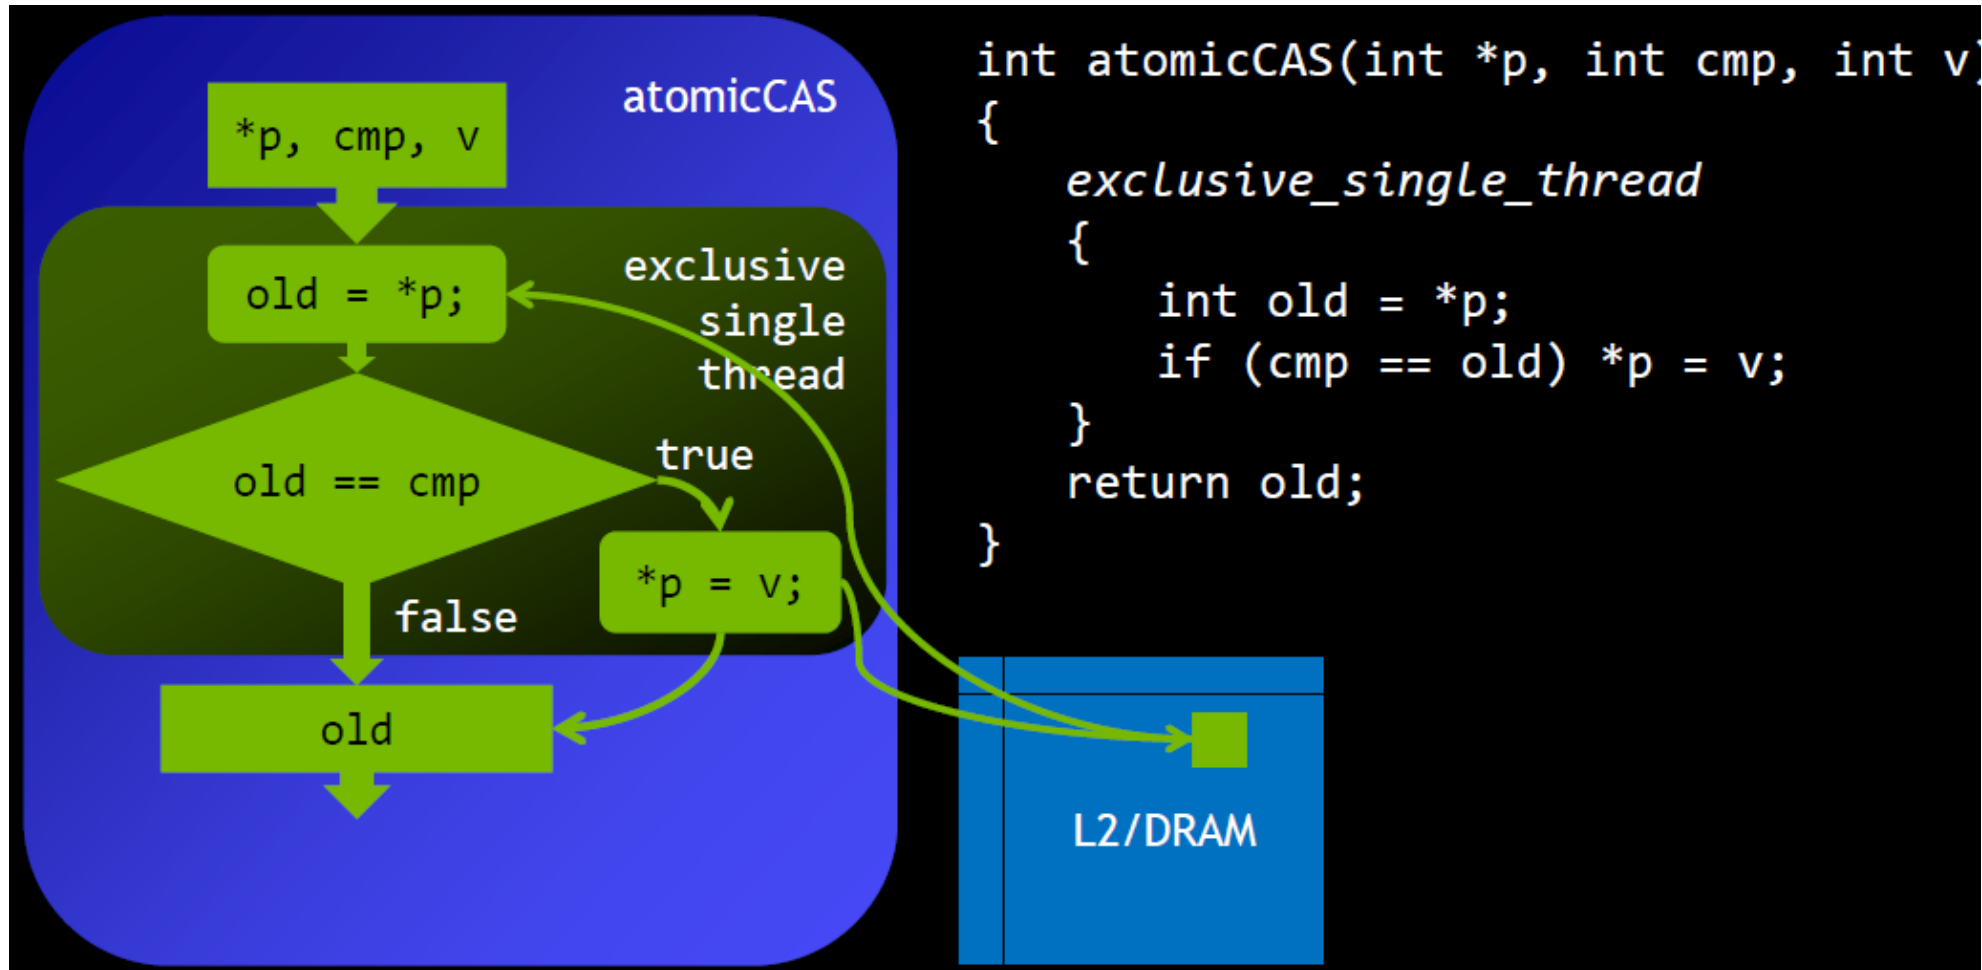 atomicCAS
*p, cmp, v
exclusive
single
thread
old = *p;
old == cmp
true
*p = v;
false
old
int atomicCAS(int *p, int cmp, int v)
{
exclusive_single_thread
{
int old = *p;
if (cmp == old) *p = v;
}
return old;
}
L2/DRAM